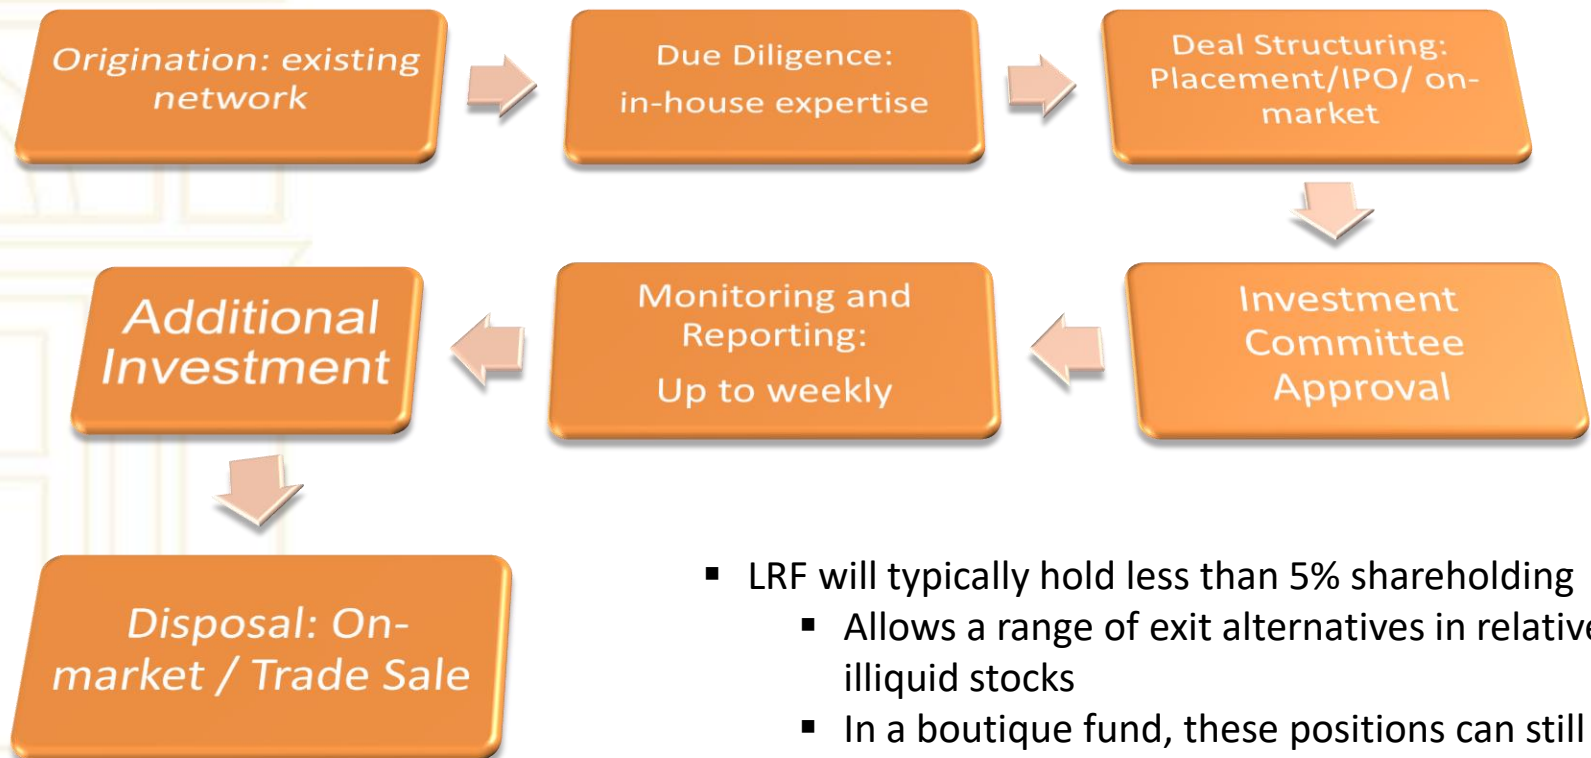 Origination: existing
network
Due Diligence:
in-house expertise
Deal Structuring:
Placement/IPO/ on-
market
Investment
Committee
Approval
Monitoring and
Reporting:
Up to weekly
Additional
Investment
Disposal: On-
market / Trade Sale
▪ LRF will typically hold less than 5% shareholding
▪ Allows a range of exit alternatives in relative
illiquid stocks
▪ In a boutique fund, these positions can still